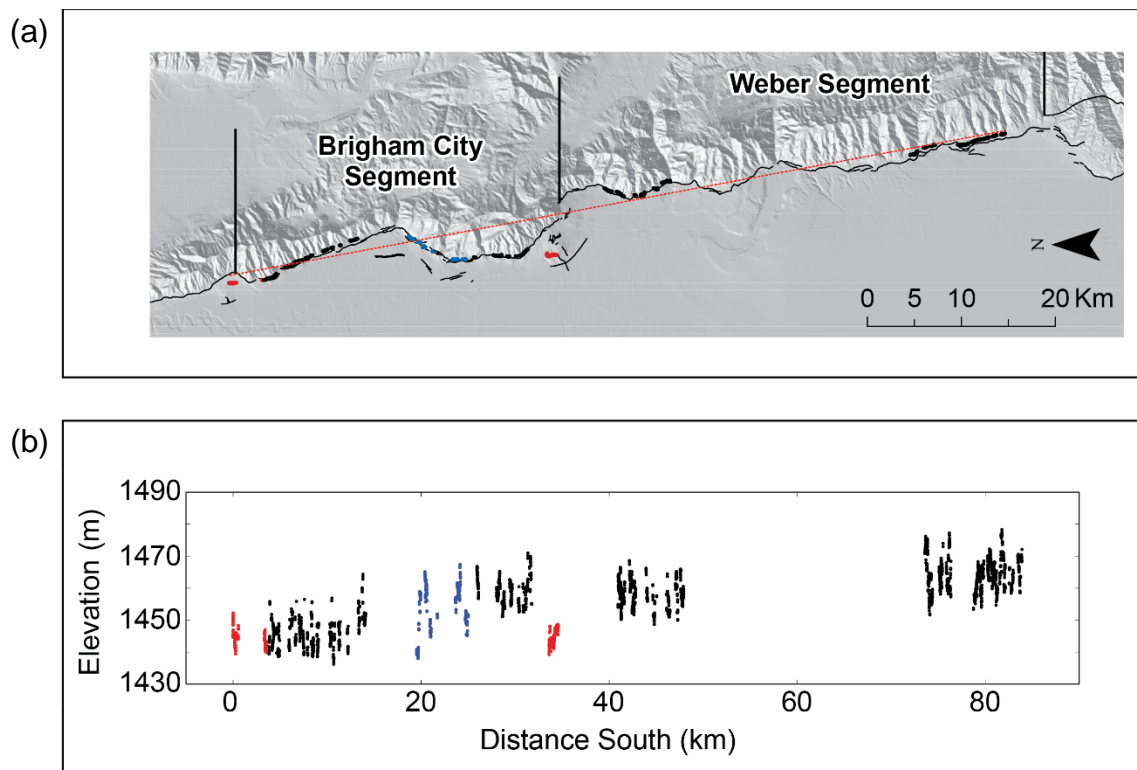 (a)
Weber Segment
Brigham City
Segment
N
0 5 10 20 Km
(b)
1490
1470
1450
1430
Elevation (m)
0 20 40 60 80
Distance South (km)